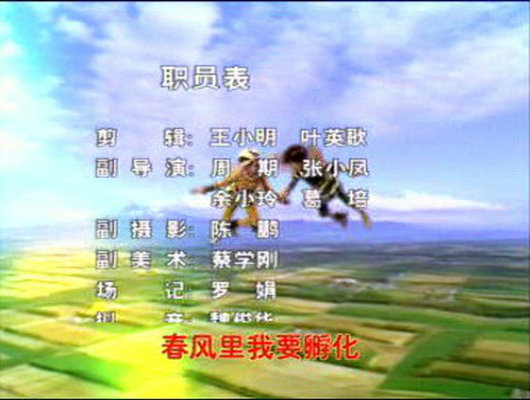 职员表
剪 辑: 王小明 叶英歌
副 导 演: 周 期 张小凤
余小玲 葛 培
副 摄 影: 陈 鹏
副 美 术: 蔡学刚
场 记: 罗 娟
春风里我要孵化